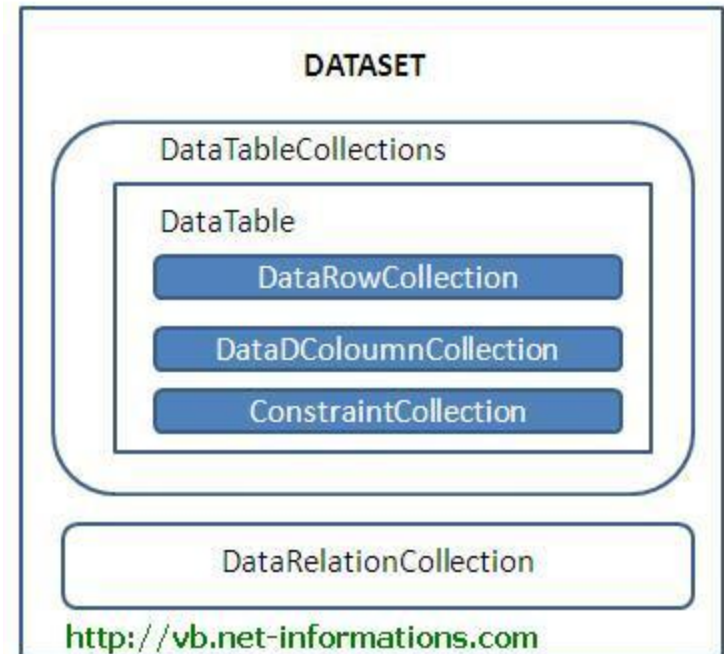 DATASET
DataTableCollections
DataTable
DataRowCollection
DataDColoumnCollection
ConstraintCollection
DataRelationCollection
http://vb.net-informations.com